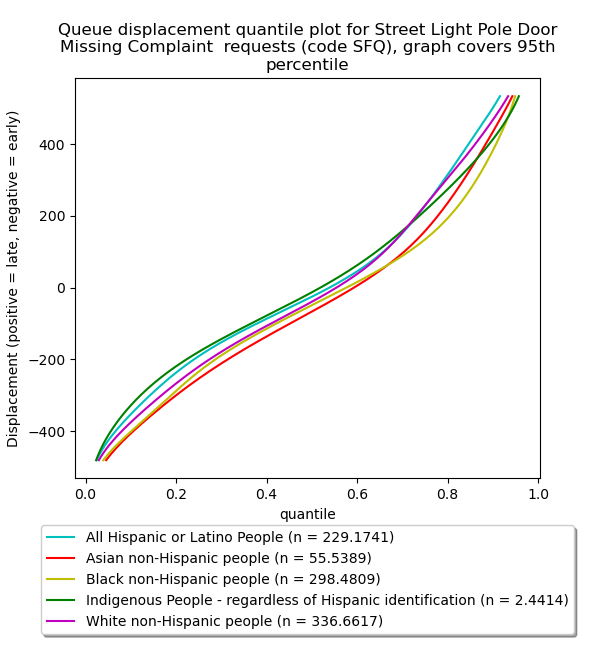 Queue displacement quantile plot for Street Light Pole Door
Missing Complaint  requests (code SFQ), graph covers 95th
percentile
Displacement (positive = late, negative = early)
400
200
0
−200
−400
0.0 0.2 0.4 0.6 0.8 1.0
quantile
All Hispanic or Latino People (n = 229.1741)
Asian non-Hispanic people (n = 55.5389)
Black non-Hispanic people (n = 298.4809)
Indigenous People - regardless of Hispanic identification (n = 2.4414)
White non-Hispanic people (n = 336.6617)